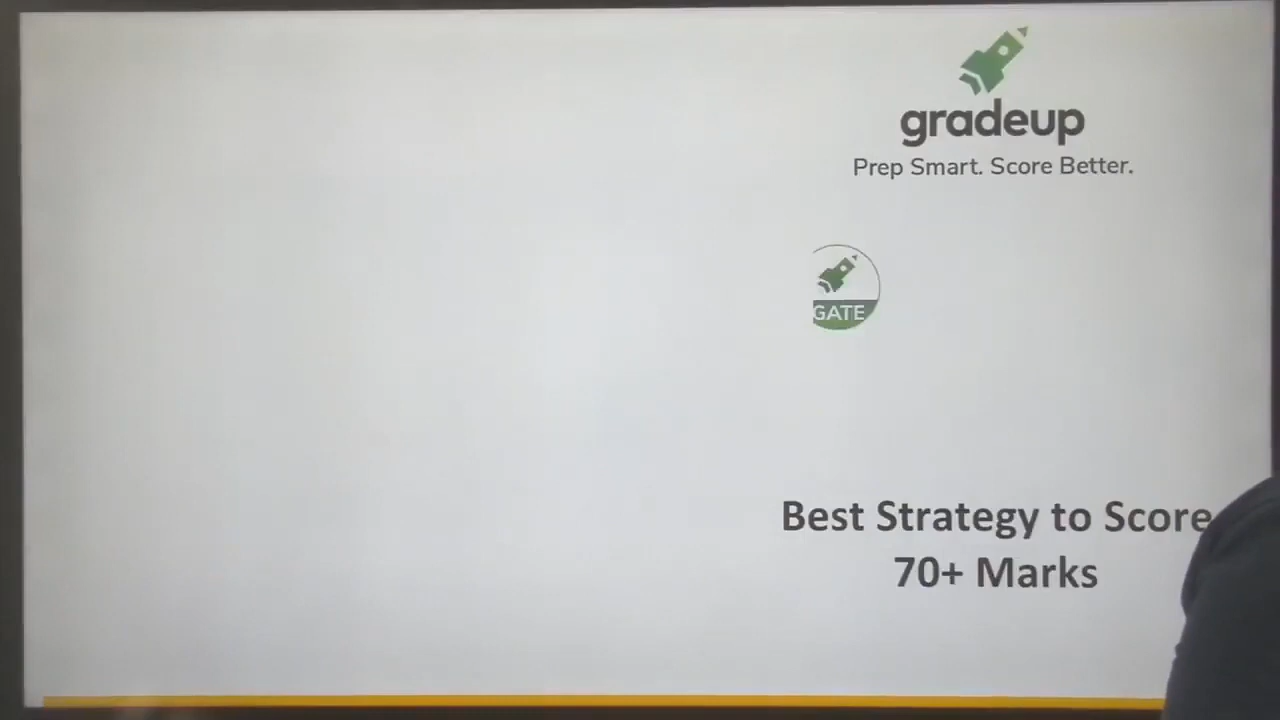 gradeup
Prep Smart. Score Better.
GATE
Best Strategy to Score
70+ Marks